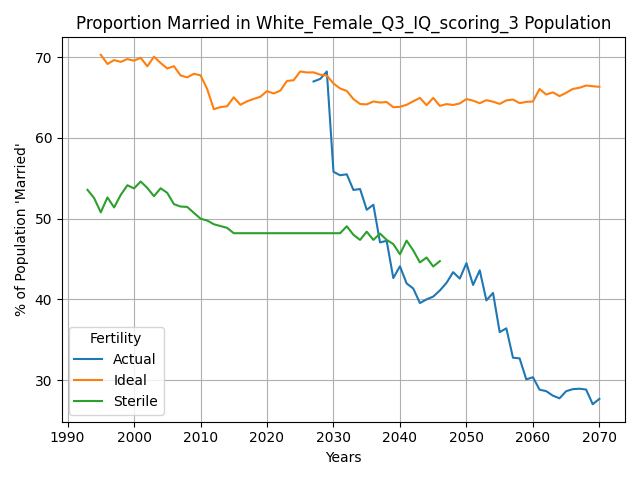 Proportion Married in White_Female_Q3_IQ_scoring_3 Population
% of Population 'Married'
70
60
50
40
30
Fertility
Actual
Ideal
Sterile
1990 2000 2010 2020 2030 2040 2050 2060 2070
Years